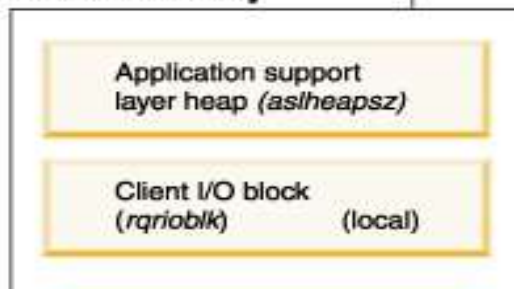 Application support
layer heap (aslheapsz)
Client I/O block
(rqrioblk) (local)